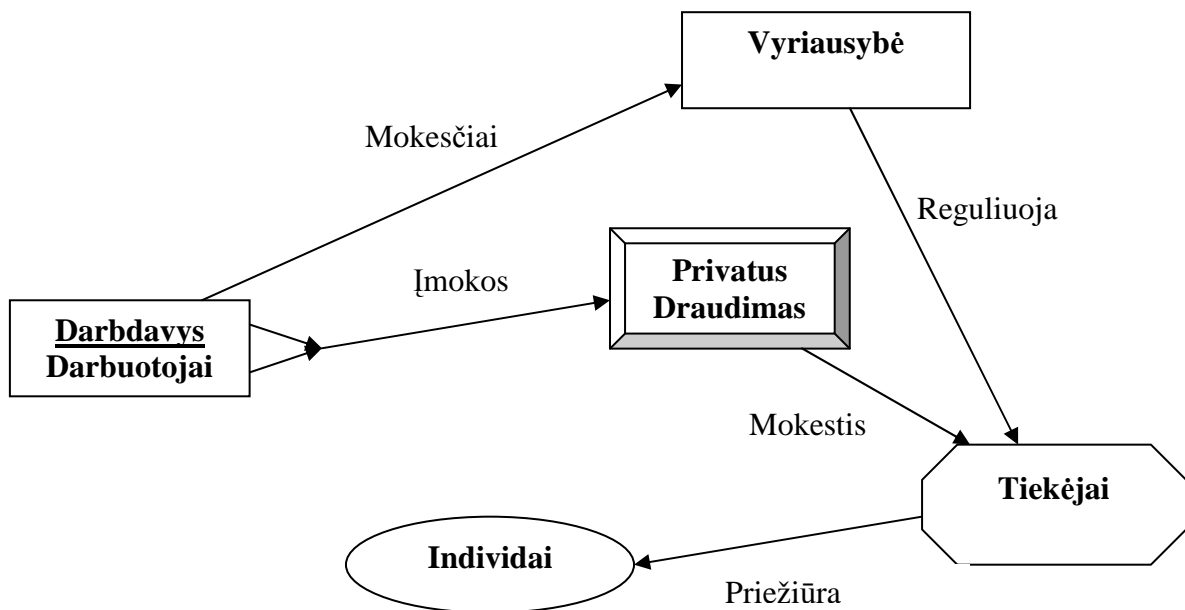 Vyriausybė
Mokesčiai
Reguliuoja
Privatus
Draudimas
Įmokos
Darbdavys
Darbuotojai
Mokestis
Tiekėjai
Individai
Priežiūra